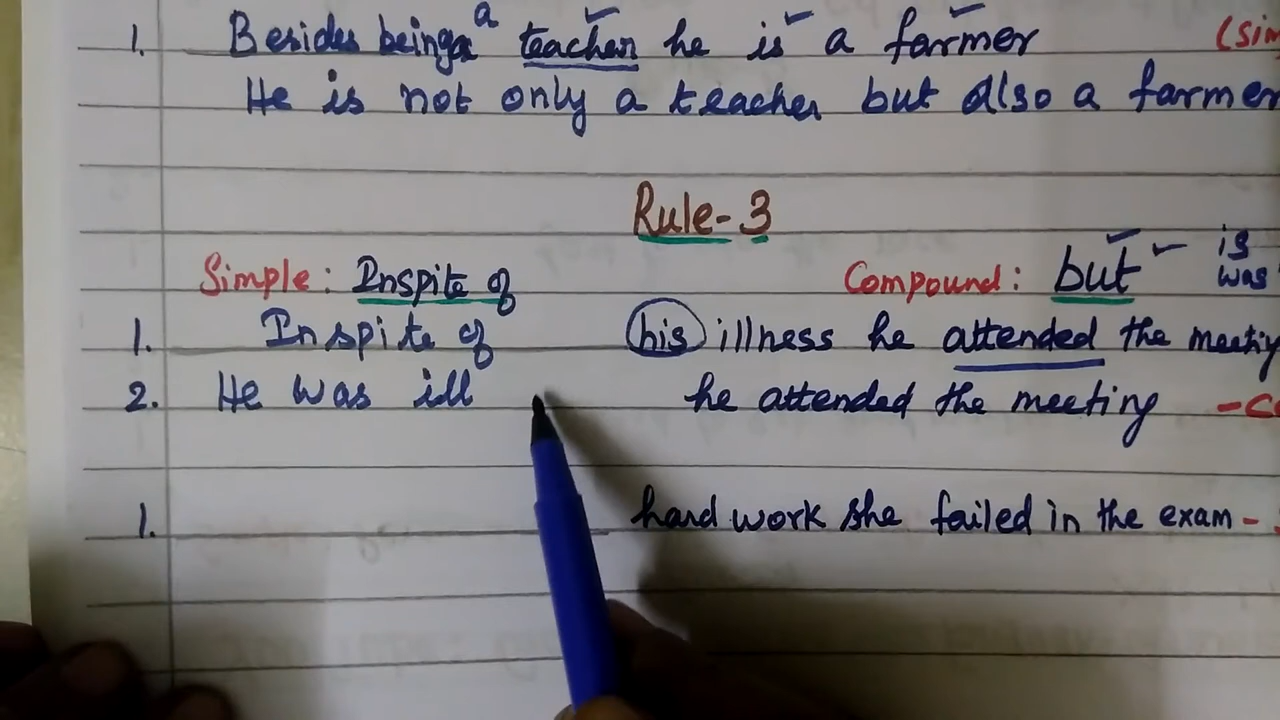 1. Besides being a teacher he is a farmer (sim
He is not only a teacher but also a farmer
Rule-3
Simple: Inspite of Compound: but is was
1. Inspite of his illness he attended the meeting
2. He was ill he attended the meeting - Co
1. hard work she failed in the exam -